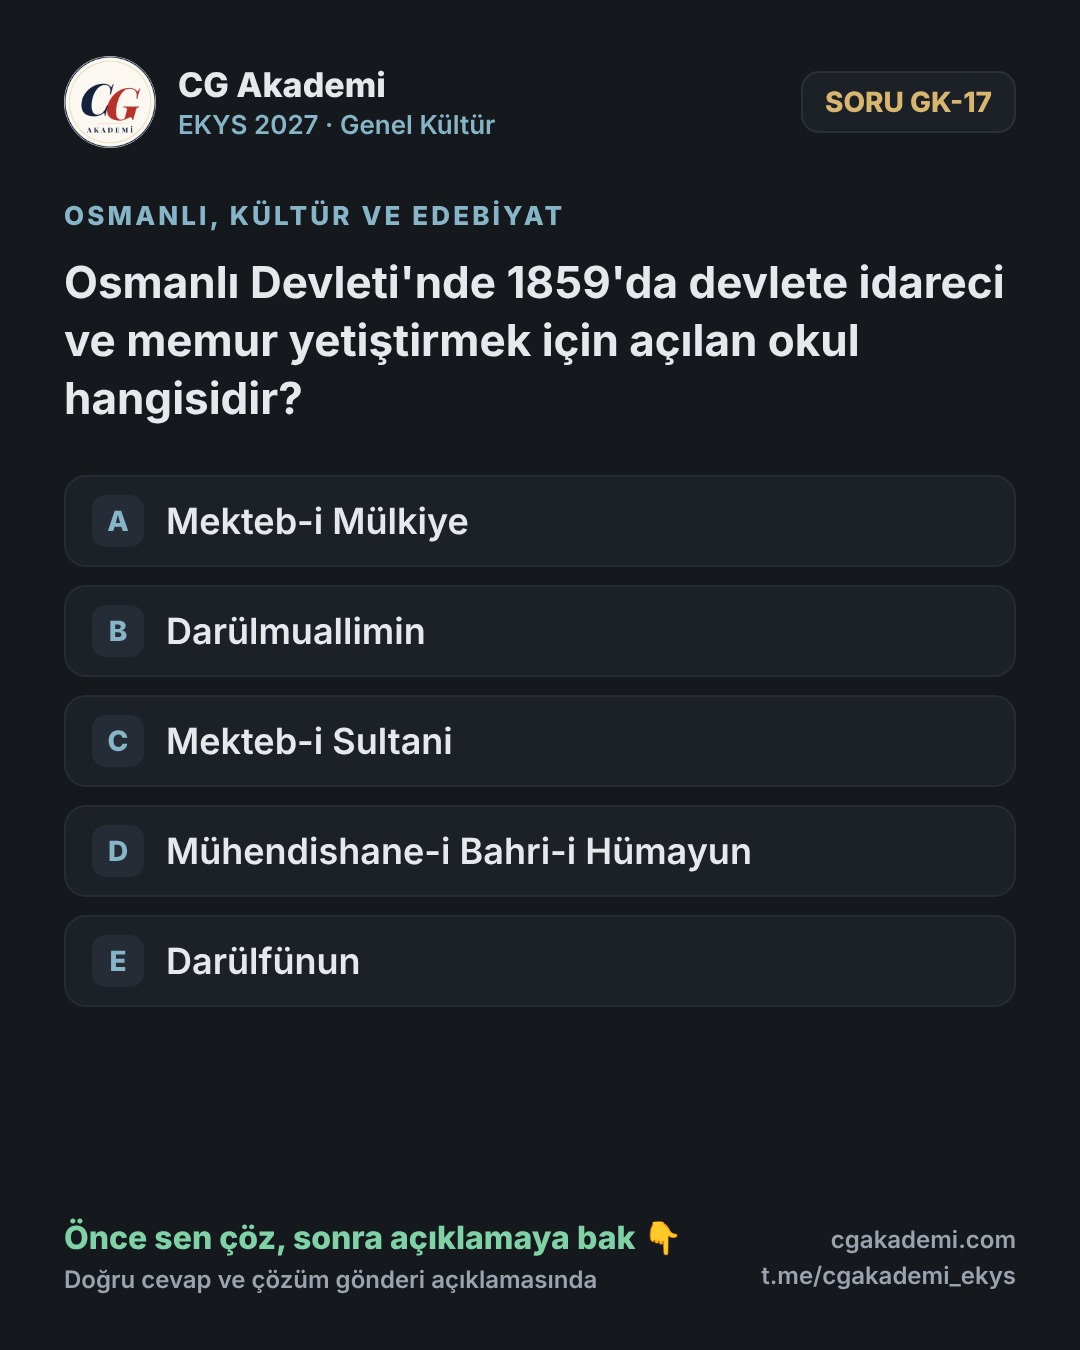 CG
AKADEMİ
CG Akademi
EKYS 2027 · Genel Kültür
SORU GK-17
OSMANLI, KÜLTÜR VE EDEBİYAT
Osmanlı Devleti'nde 1859'da devlete idareci
ve memur yetiştirmek için açılan okul
hangisidir?
A Mekteb-i Mülkiye
B Darülmuallimin
C Mekteb-i Sultani
D Mühendishane-i Bahri-i Hümayun
E Darülfünun
Önce sen çöz, sonra açıklamaya bak 👇
Doğru cevap ve çözüm gönderi açıklamasında
cgakademi.com
t.me/cgakademi_ekys